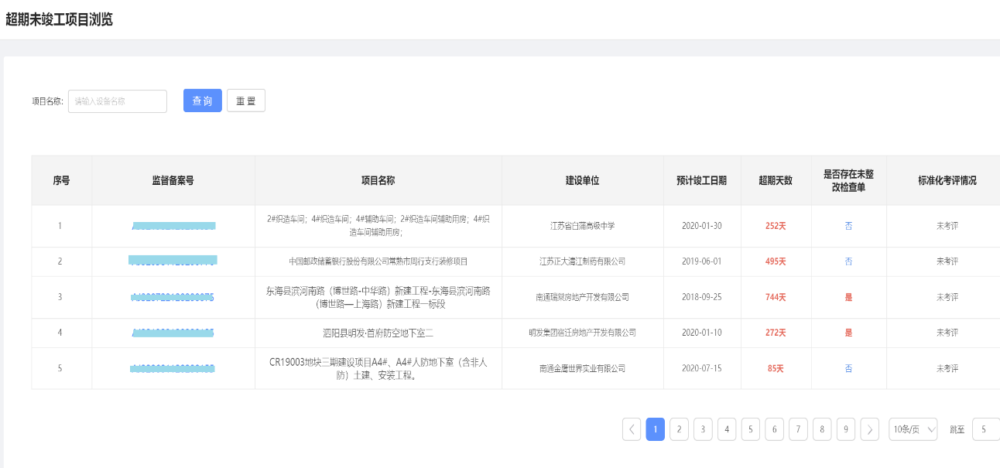 超期未竣工项目浏览
项目名称: 请输入设备名称 查询 重置
序号 监督备案号 项目名称 建设单位 预计竣工日期 超期天数 是否存在未整 标准化考评情况
改检查单
1 2#织造车间；4#织造车间；4#辅助车间；2#织造车间辅助用房；4#织 江苏省白蒲高级中学 2020-01-30 252天 否 未考评
造车间辅助用房；
2 中国邮政储蓄银行股份有限公司常熟市周行支行装修项目 江苏正大清江制药有限公司 2019-06-01 495天 否 未考评
3 东海县滨河南路（博世路-中华路）新建工程-东海县滨河南路 南通瑞棠房地产开发有限公司 2018-09-25 744天 是 未考评
（博世路—上海路）新建工程一标段
4 泗阳县明发·首府防空地下室二 明发集团宿迁房地产开发有限公司 2020-01-10 272天 是 未考评
5 CR19003地块三期建设项目A4#、A4#人防地下室（含非人 南通金鹰世界实业有限公司 2020-07-15 85天 否 未考评
防）土建、安装工程。
1 2 3 4 5 6 7 8 9 10条/页 跳至 5